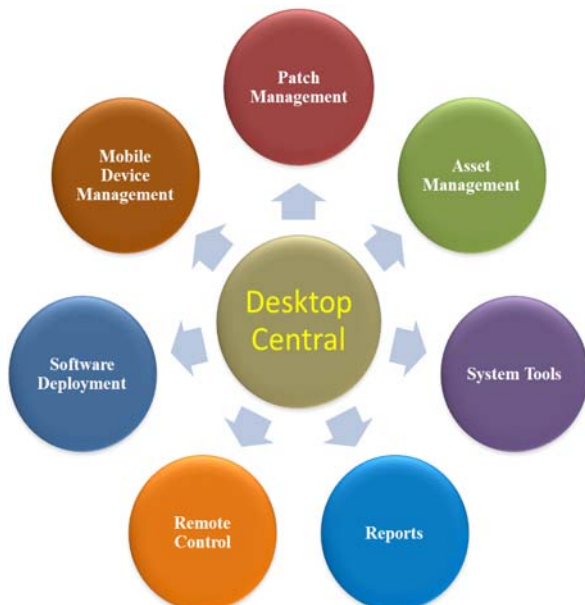 Patch
Management
Mobile
Device
Management
Asset
Management
Desktop
Central
Software
Deployment
System Tools
Remote
Control
Reports